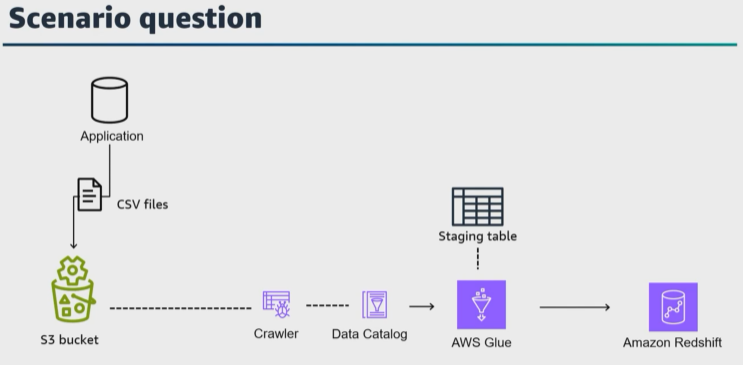 Scenario question
Application
CSV files
Staging table
S3 bucket
Crawler
Data Catalog
AWS Glue
Amazon Redshift